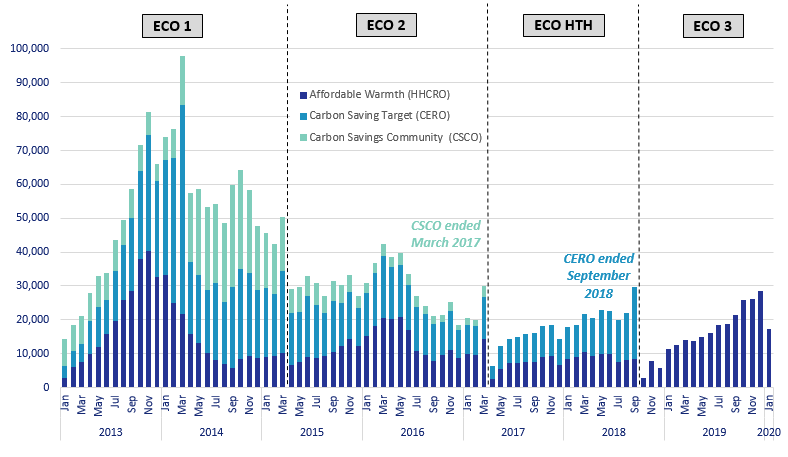 ECO 1
ECO 2
ECO HTH
ECO 3
100,000
90,000
80,000
70,000
60,000
50,000
40,000
30,000
20,000
10,000
0
Affordable Warmth (HHCRO)
Carbon Saving Target (CERO)
Carbon Savings Community (CSCO)
CSCO ended
March 2017
CERO ended
September
2018
Jan Mar May Jul Sep Nov Jan Mar May Jul Sep Nov Jan Mar May Jul Sep Nov Jan Mar May Jul Sep Nov Jan Mar May Jul Sep Nov Jan Mar May Jul Sep Nov Jan Mar May Jul Sep Nov Jan
2013 2014 2015 2016 2017 2018 2019 2020